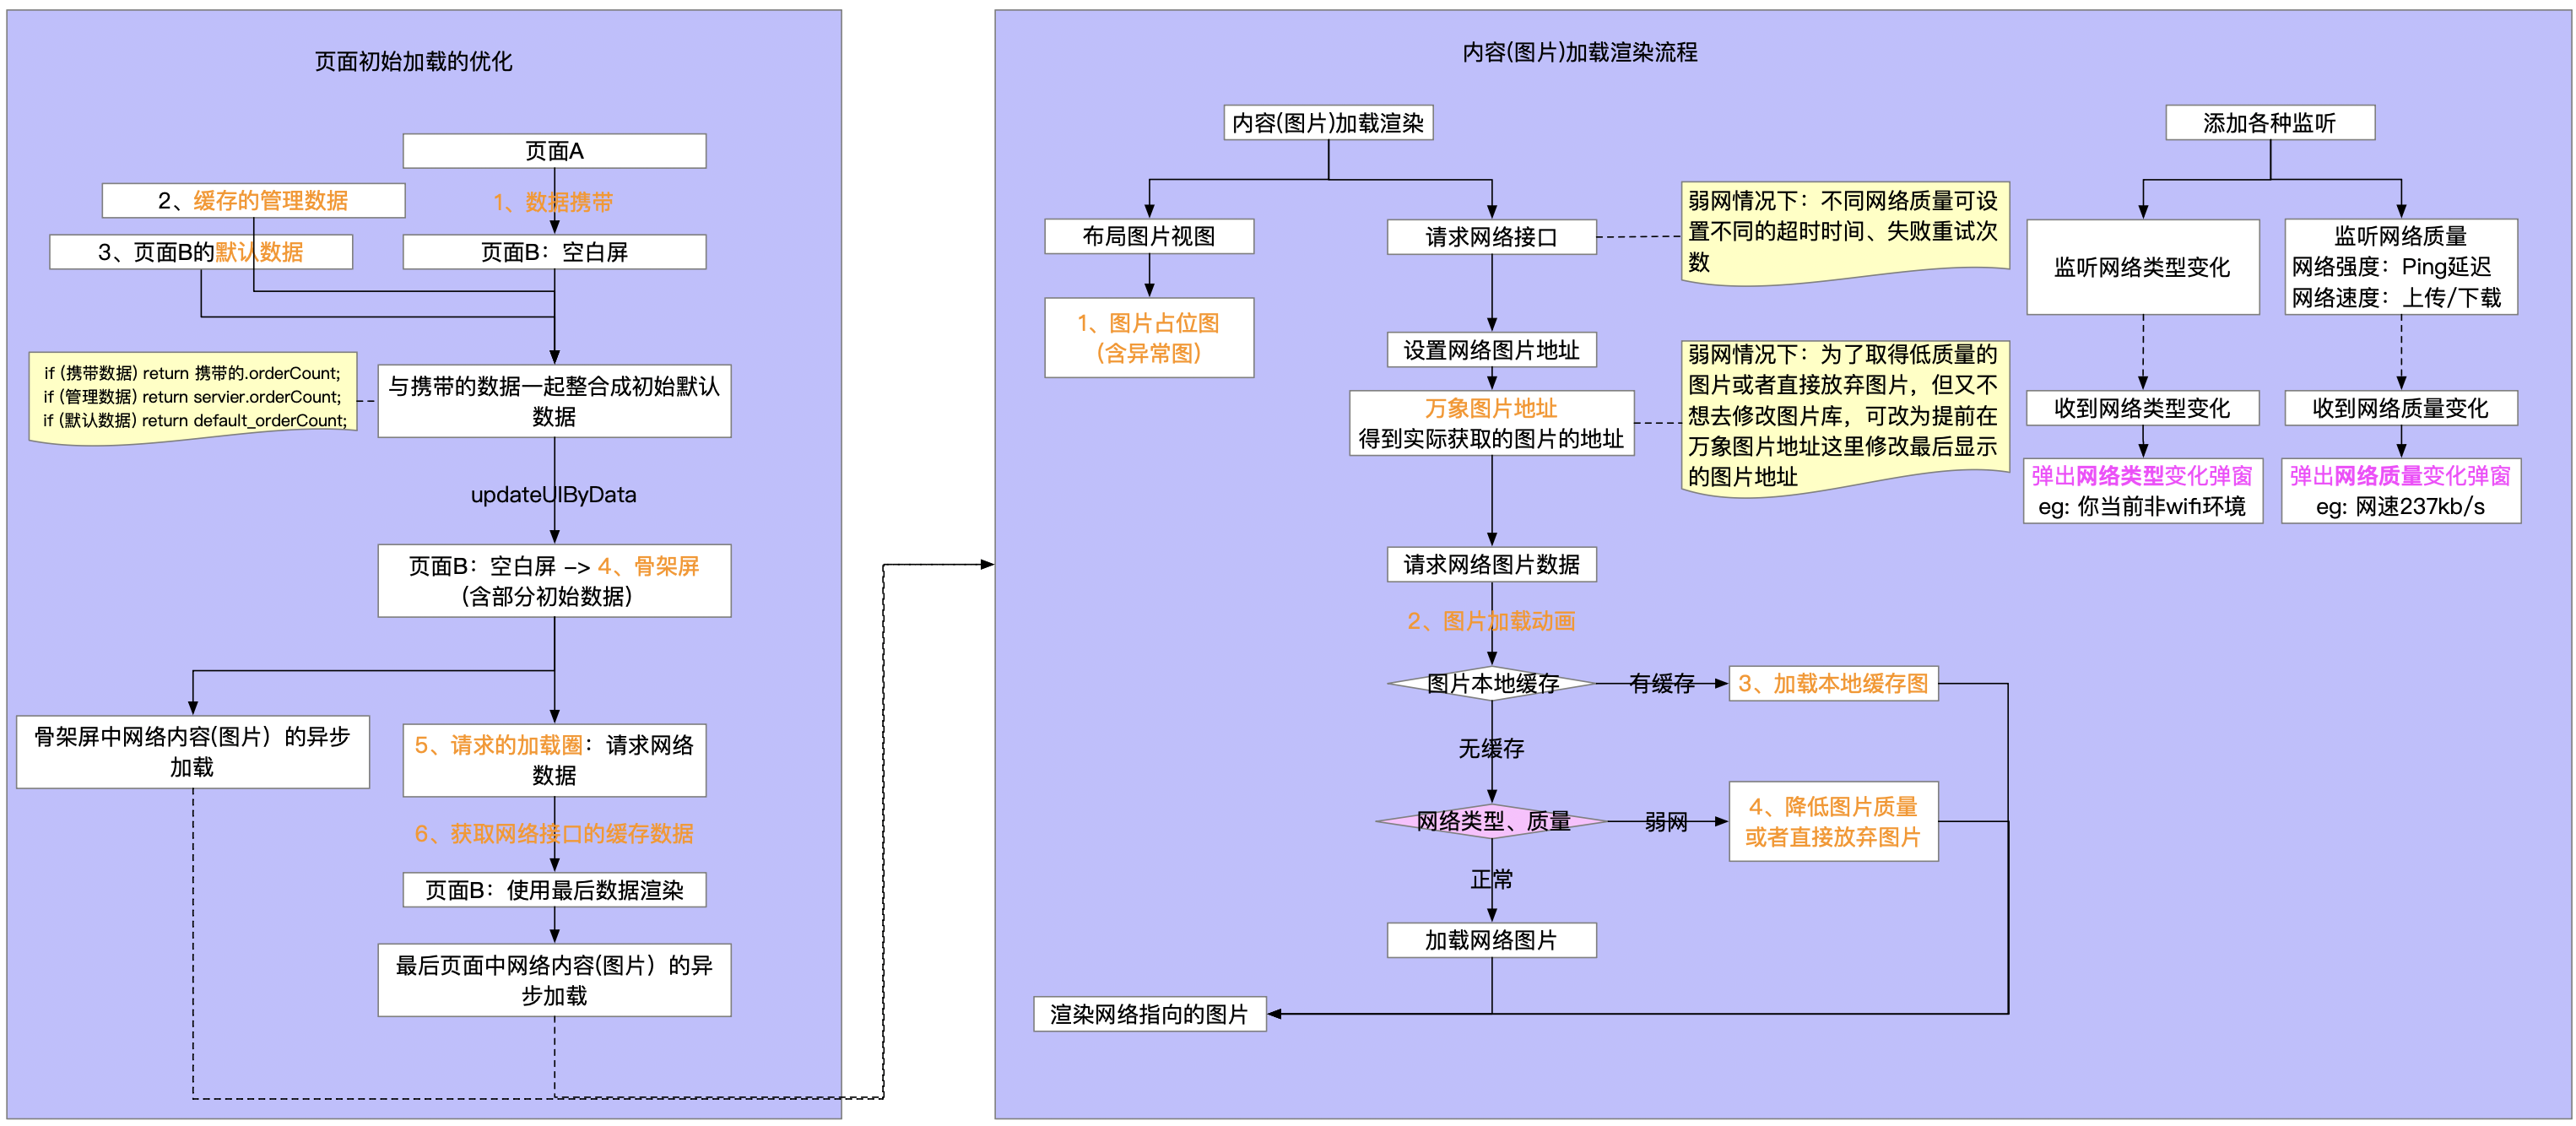 页面初始加载的优化
页面A
1、数据携带
2、缓存的管理数据
3、页面B的默认数据
页面B：空白屏
if (携带数据) return 携带的.orderCount;
if (管理数据) return servier.orderCount;
if (默认数据) return default_orderCount;
与携带的数据一起整合成初始默认
数据
updateUIByData
页面B：空白屏 -> 4、骨架屏
(含部分初始数据)
骨架屏中网络内容(图片）的异步
加载
5、请求的加载圈：请求网络
数据
6、获取网络接口的缓存数据
页面B：使用最后数据渲染
最后页面中网络内容(图片）的异
步加载
内容(图片)加载渲染流程
内容(图片)加载渲染
布局图片视图
1、图片占位图
(含异常图)
请求网络接口
弱网情况下：不同网络质量可设
置不同的超时时间、失败重试次
数
设置网络图片地址
万象图片地址
得到实际获取的图片的地址
弱网情况下：为了取得低质量的
图片或者直接放弃图片，但又不
想去修改图片库，可改为提前在
万象图片地址这里修改最后显示
的图片地址
请求网络图片数据
2、图片加载动画
图片本地缓存
有缓存
3、加载本地缓存图
无缓存
网络类型、质量
弱网
4、降低图片质量
或者直接放弃图片
正常
加载网络图片
渲染网络指向的图片
添加各种监听
监听网络类型变化
监听网络质量
网络强度：Ping延迟
网络速度：上传/下载
收到网络类型变化
收到网络质量变化
弹出网络类型变化弹窗
eg: 你当前非wifi环境
弹出网络质量变化弹窗
eg: 网速237kb/s